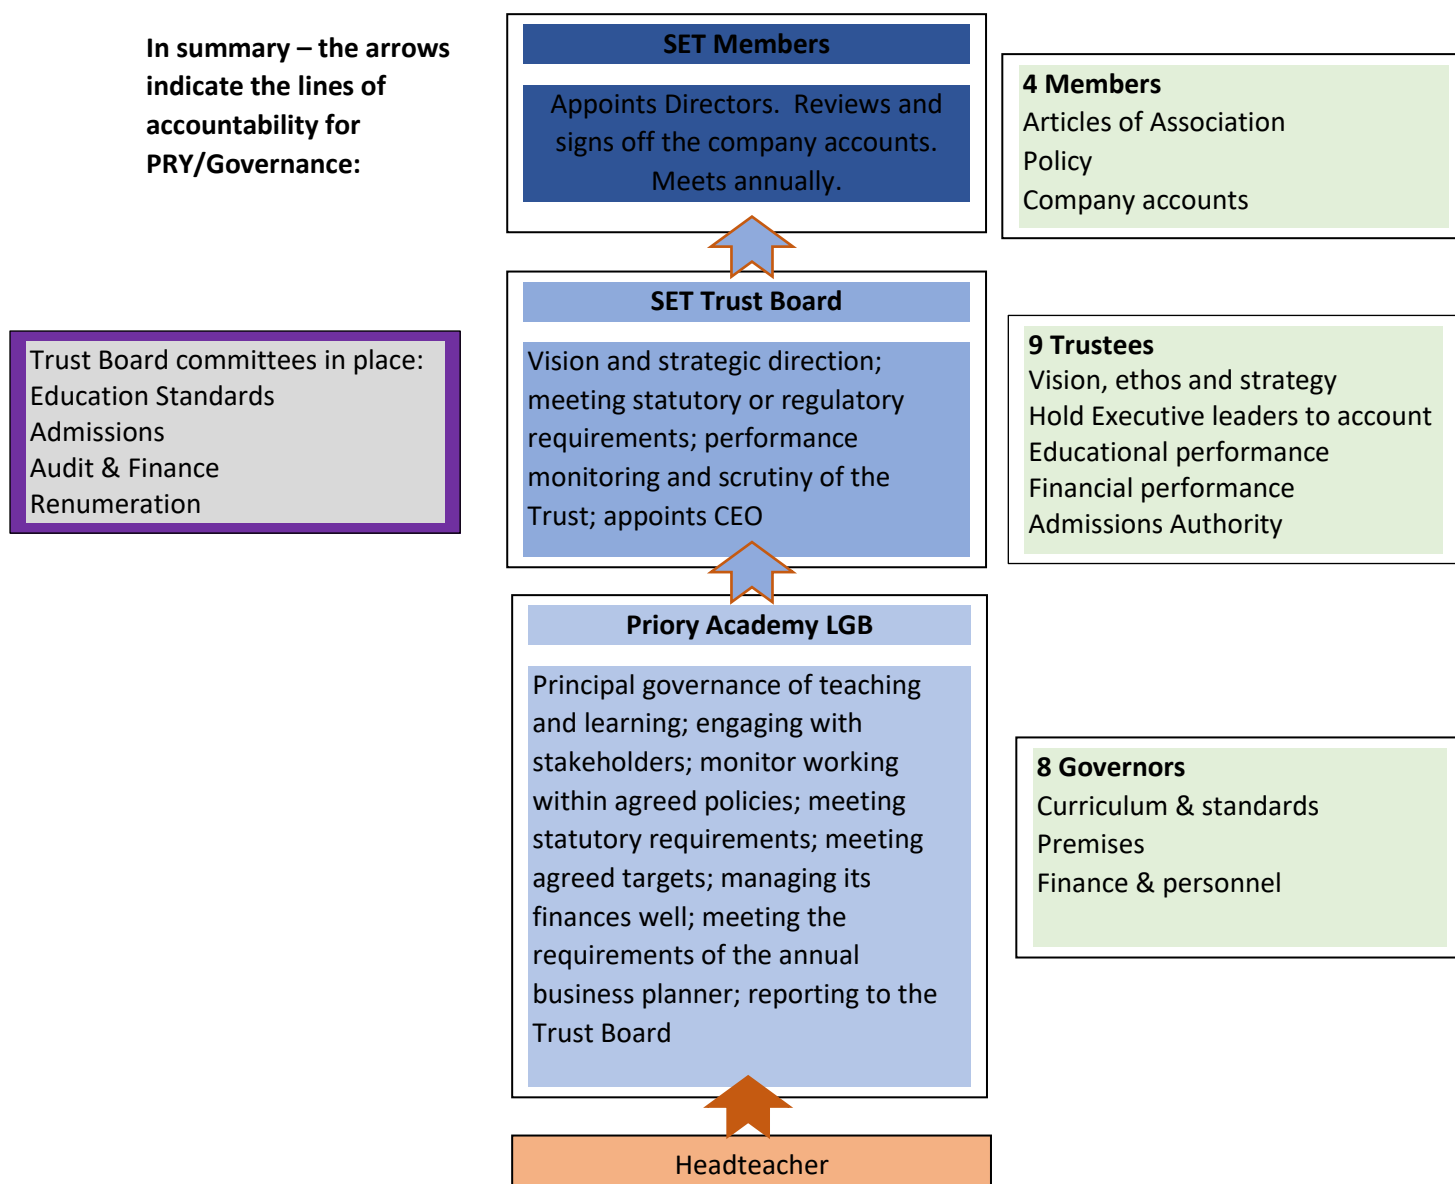 In summary – the arrows
indicate the lines of
accountability for
PRY/Governance:
SET Members
Appoints Directors.  Reviews and
signs off the company accounts.
Meets annually.
4 Members
Articles of Association
Policy
Company accounts
Trust Board committees in place:
Education Standards
Admissions
Audit & Finance
Renumeration
SET Trust Board
Vision and strategic direction;
meeting statutory or regulatory
requirements; performance
monitoring and scrutiny of the
Trust; appoints CEO
9 Trustees
Vision, ethos and strategy
Hold Executive leaders to account
Educational performance
Financial performance
Admissions Authority
Priory Academy LGB
Principal governance of teaching
and learning; engaging with
stakeholders; monitor working
within agreed policies; meeting
statutory requirements; meeting
agreed targets; managing its
finances well; meeting the
requirements of the annual
business planner; reporting to the
Trust Board
8 Governors
Curriculum & standards
Premises
Finance & personnel
Headteacher